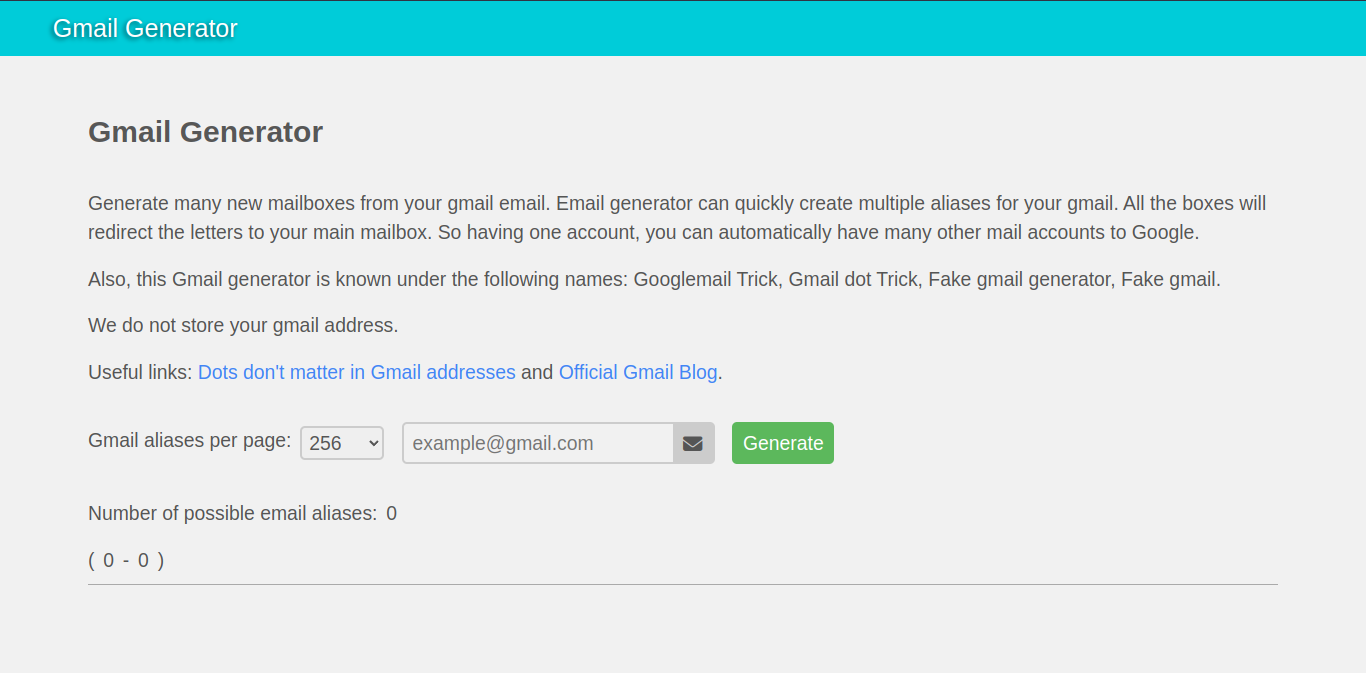 Gmail Generator
Gmail Generator
Generate many new mailboxes from your gmail email. Email generator can quickly create multiple aliases for your gmail. All the boxes will
redirect the letters to your main mailbox. So having one account, you can automatically have many other mail accounts to Google.
Also, this Gmail generator is known under the following names: Googlemail Trick, Gmail dot Trick, Fake gmail generator, Fake gmail.
We do not store your gmail address.
Useful links: Dots don't matter in Gmail addresses and Official Gmail Blog.
Gmail aliases per page: 256 example@gmail.com Generate
Number of possible email aliases: 0
( 0 - 0 )